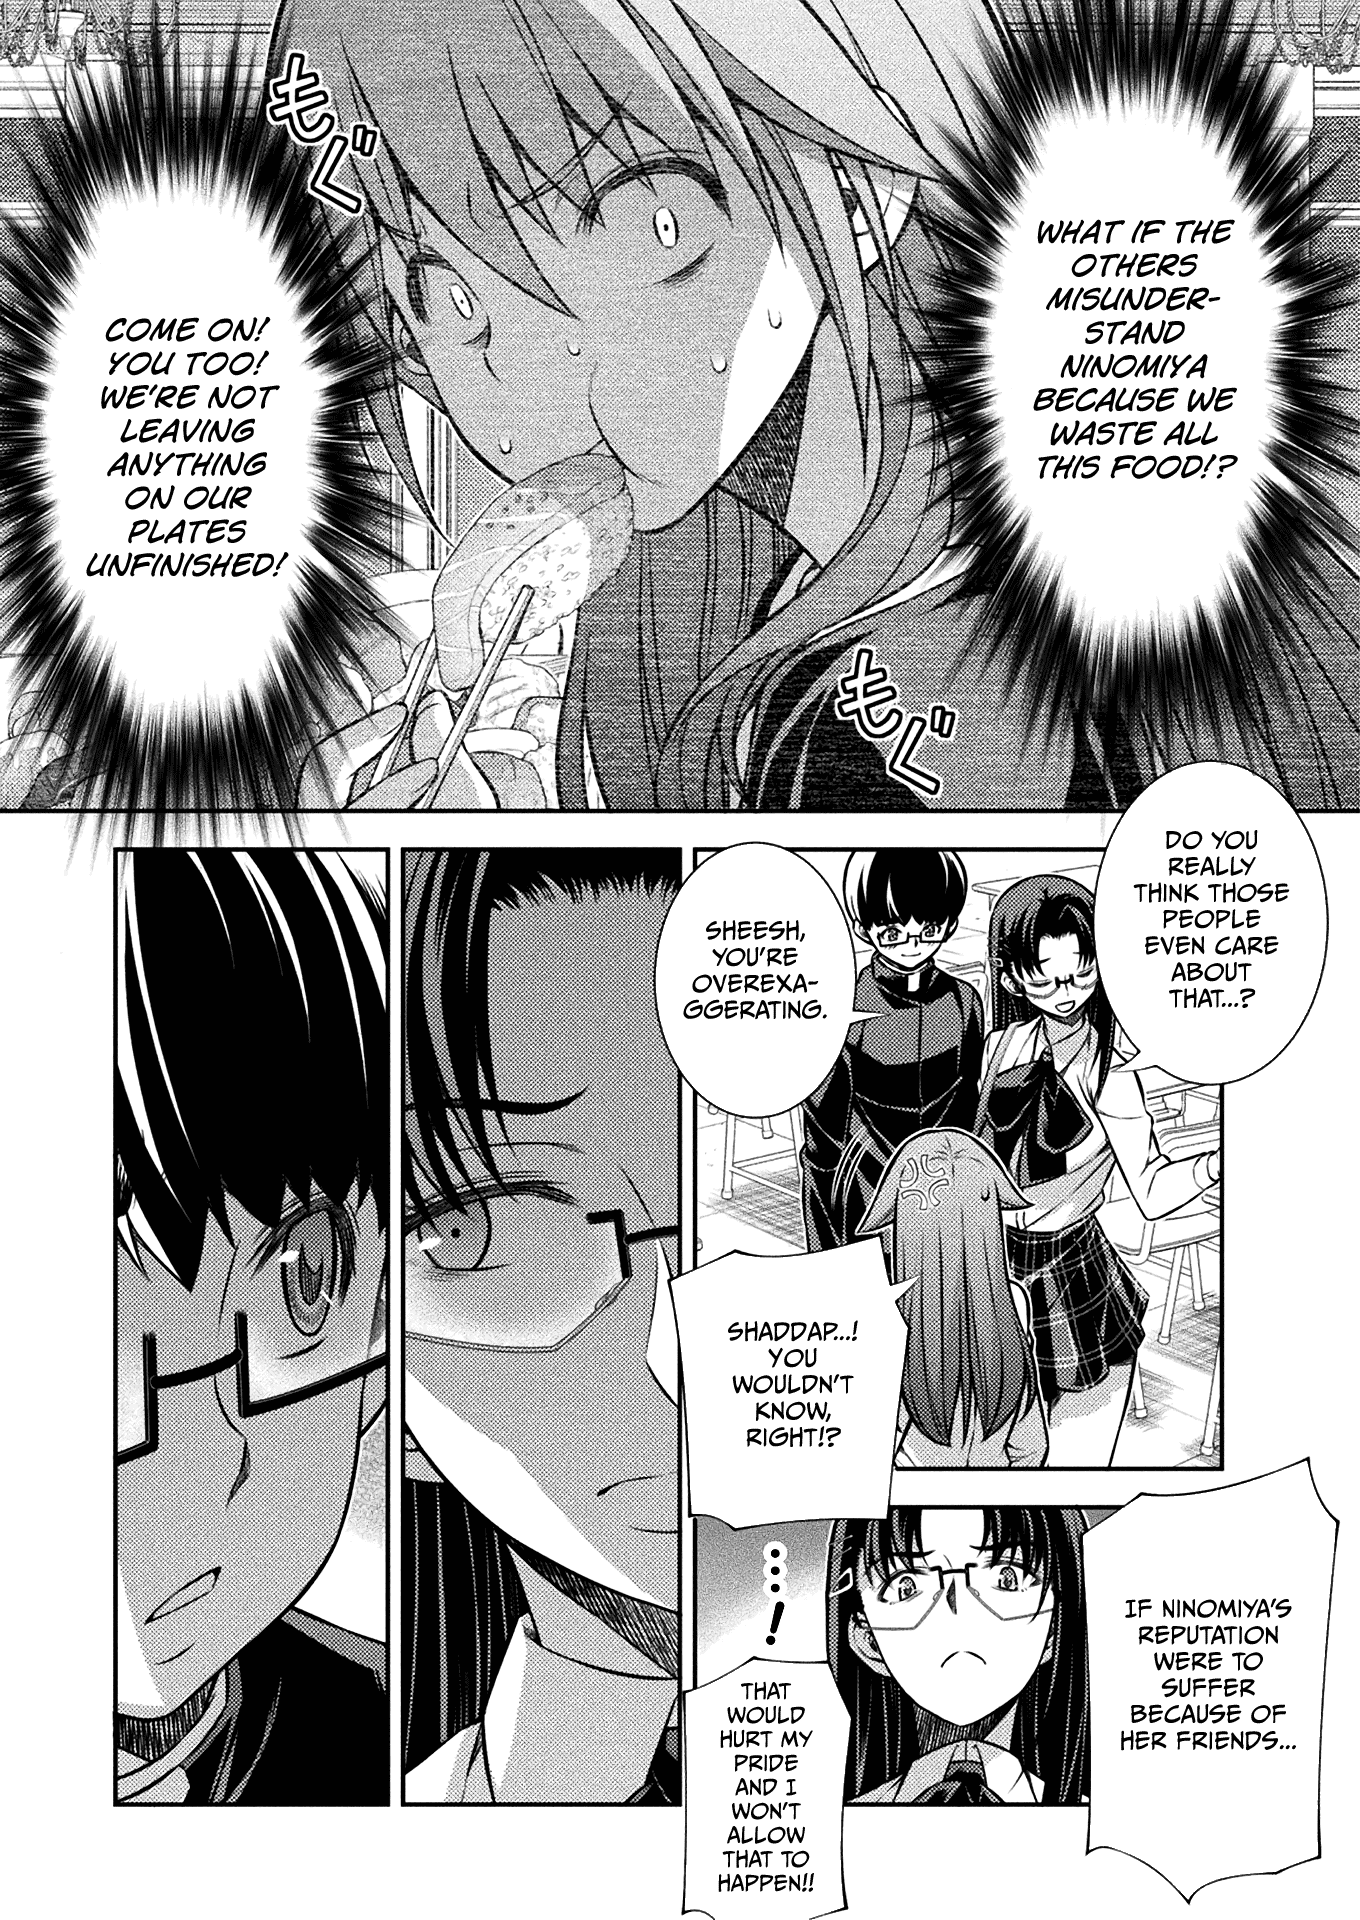 WHAT IF THE
OTHERS
MISUNDER-
STAND
NINOMIYA
BECAUSE WE
WASTE ALL
THIS FOOD!?
もぐ
COME ON!
YOU TOO!
WE'RE NOT
LEAVING
ANYTHING
ON OUR
PLATES
UNFINISHED!
もぐ
DO YOU
REALLY
THINK THOSE
PEOPLE
EVEN CARE
ABOUT
THAT...?
SHEESH,
YOU'RE
OVEREXA-
GGERATING.
SHADDAP...!
YOU
WOULDN'T
KNOW,
RIGHT!?
IF NINOMIYA'S
REPUTATION
WERE TO
SUFFER
BECAUSE OF
HER FRIENDS...
...!
THAT
WOULD
HURT MY
PRIDE
AND I
WON'T
ALLOW
THAT TO
HAPPEN!!